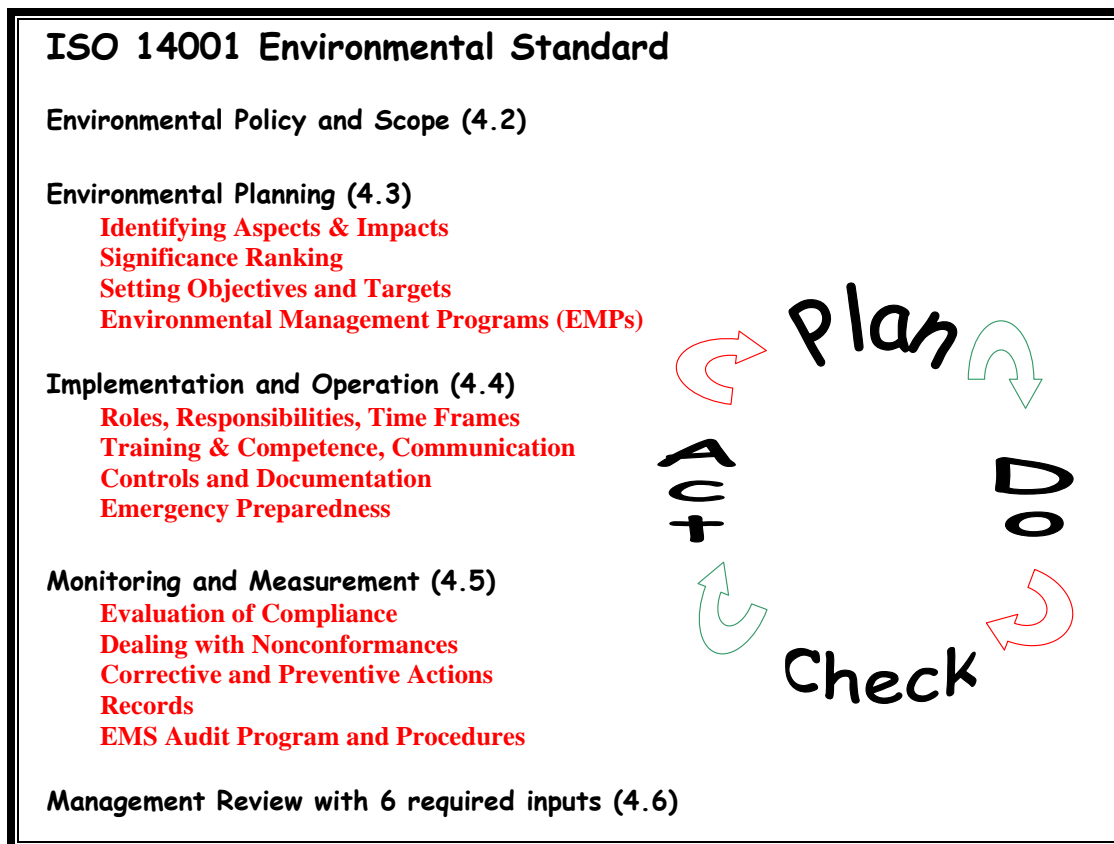 ISO 14001 Environmental Standard
Environmental Policy and Scope (4.2)
Environmental Planning (4.3)
Identifying Aspects & Impacts
Significance Ranking
Setting Objectives and Targets
Environmental Management Programs (EMPs)
Implementation and Operation (4.4)
Roles, Responsibilities, Time Frames
Training & Competence, Communication
Controls and Documentation
Emergency Preparedness
Monitoring and Measurement (4.5)
Evaluation of Compliance
Dealing with Nonconformances
Corrective and Preventive Actions
Records
EMS Audit Program and Procedures
Management Review with 6 required inputs (4.6)
Plan
Do
Check
Act